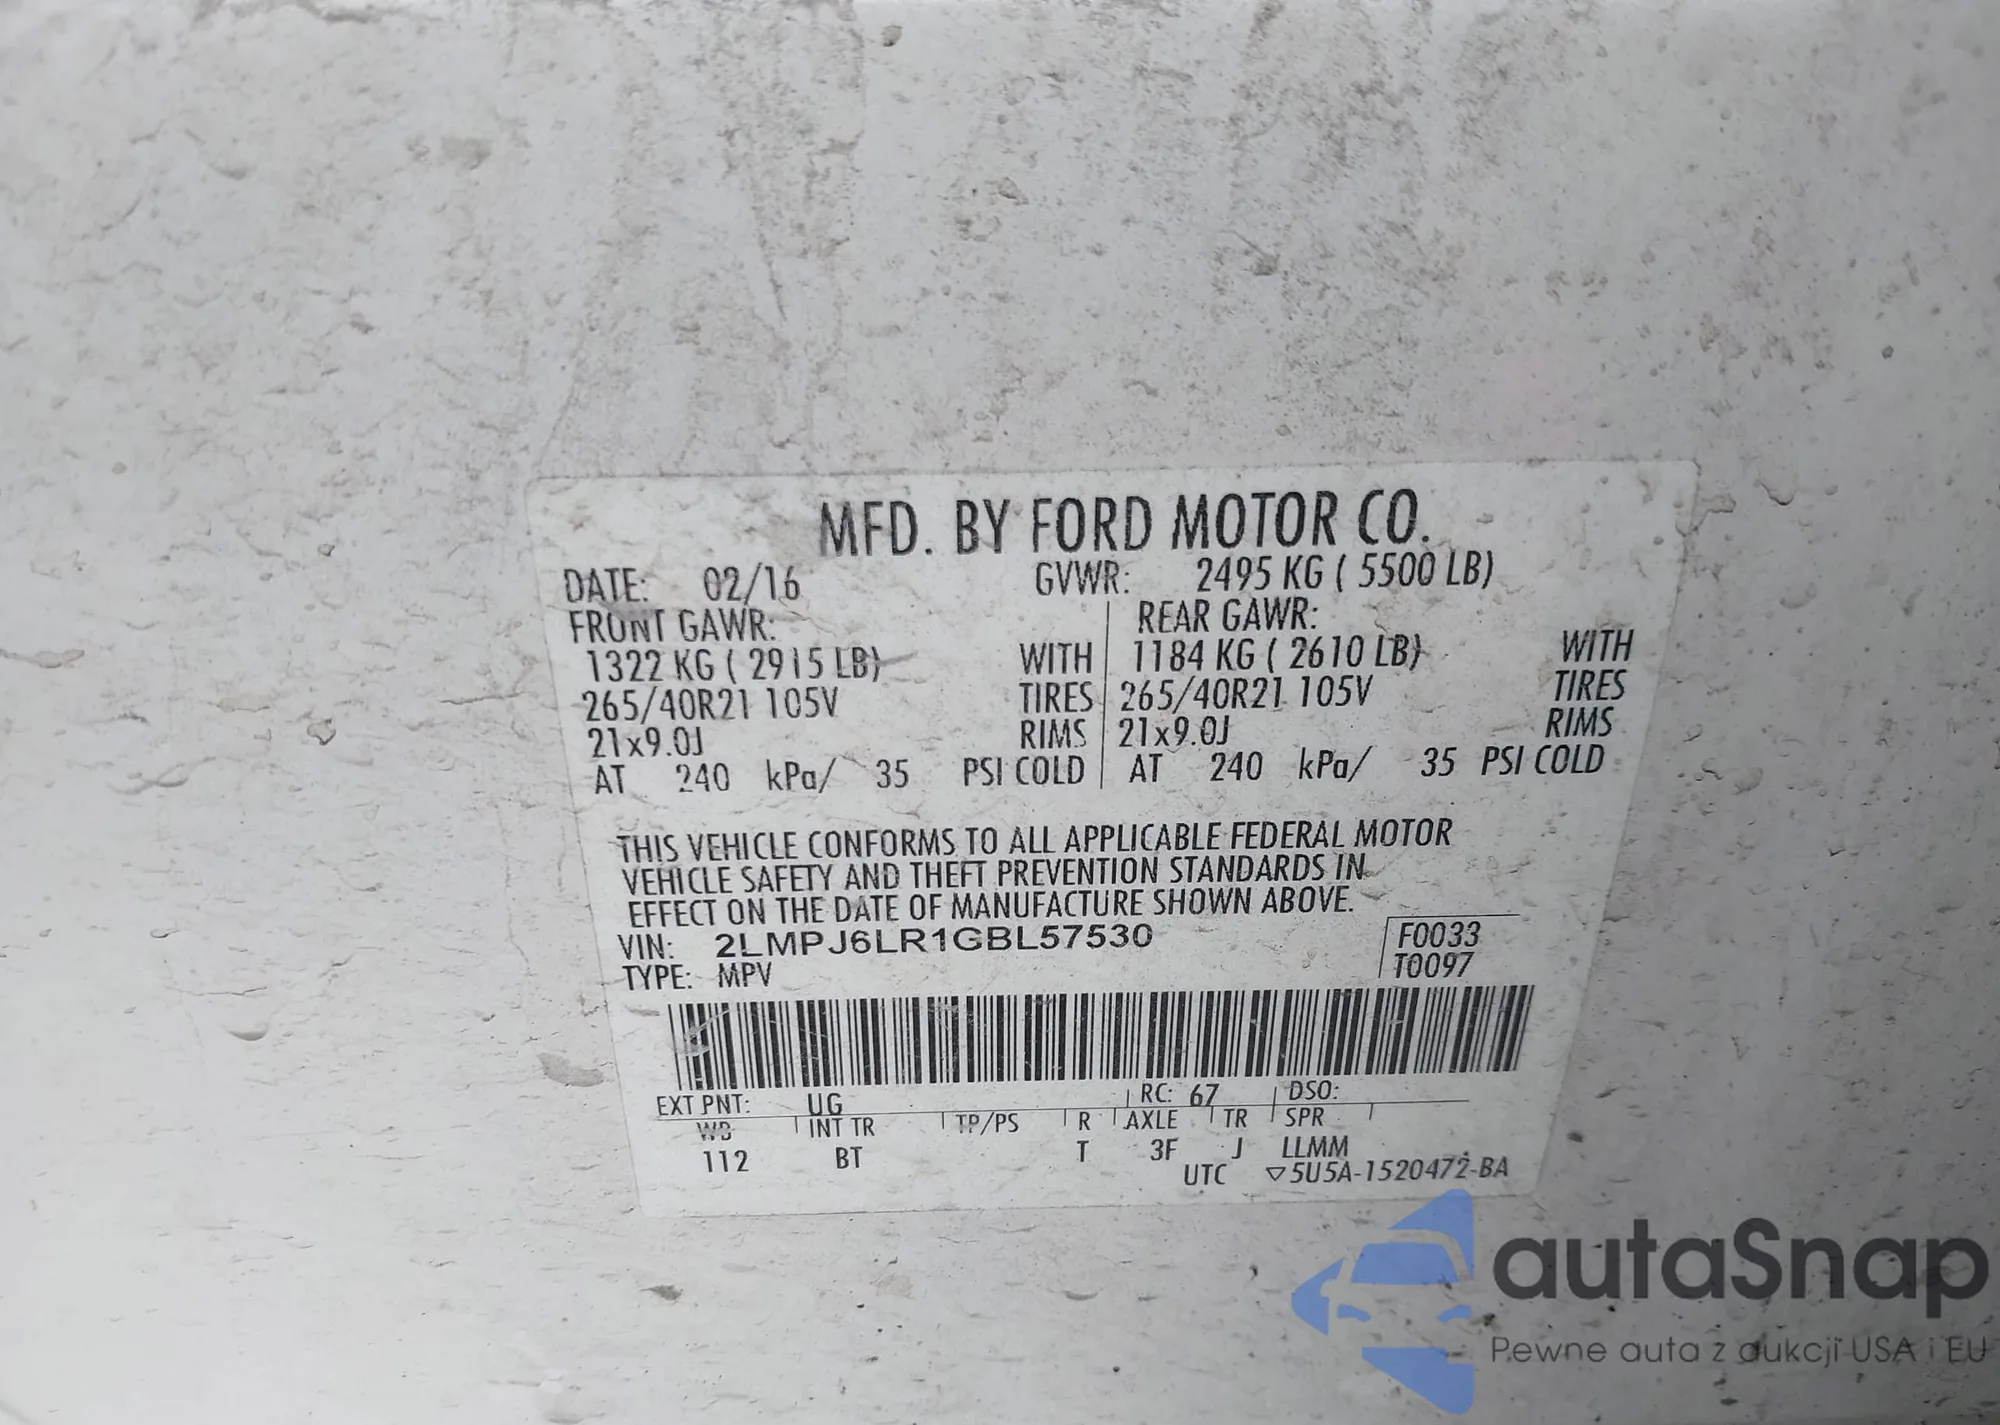 MFD. BY FORD MOTOR CO.
DATE: 02/16 GVWR: 2495 KG ( 5500 LB)
FRONT GAWR: REAR GAWR:
1322 KG ( 2915 LB) WITH 1184 KG ( 2610 LB) WITH
265/40R21 105V TIRES 265/40R21 105V TIRES
21x9.0J RIMS 21x9.0J RIMS
AT 240 kPa/ 35 PSI COLD AT 240 kPa/ 35 PSI COLD
THIS VEHICLE CONFORMS TO ALL APPLICABLE FEDERAL MOTOR
VEHICLE SAFETY AND THEFT PREVENTION STANDARDS IN
EFFECT ON THE DATE OF MANUFACTURE SHOWN ABOVE.
VIN: 2LMPJ6LR1GBL57530 F0033
TYPE: MPV T0097
EXT PNT: UG RC: 67 DSO:
WB INT TR TP/PS R AXLE TR SPR
112 BT T 3F J LLMM
UTC ▽5U5A-1520472-BA
autaSnap
Pewne auta z aukcji USA i EU